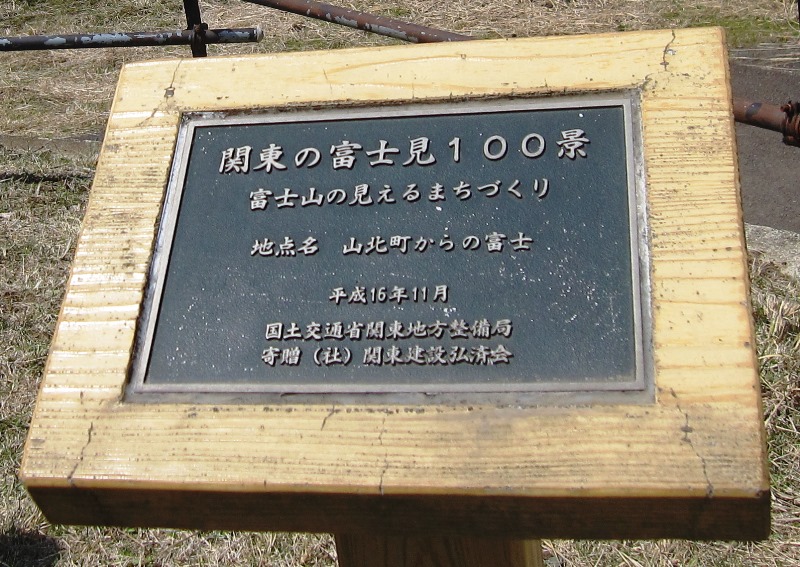 関東の富士見１００景
富士山の見えるまちづくり
地点名　山北町からの富士
平成16年11月
国土交通省関東地方整備局
寄贈（社）関東建設弘済会